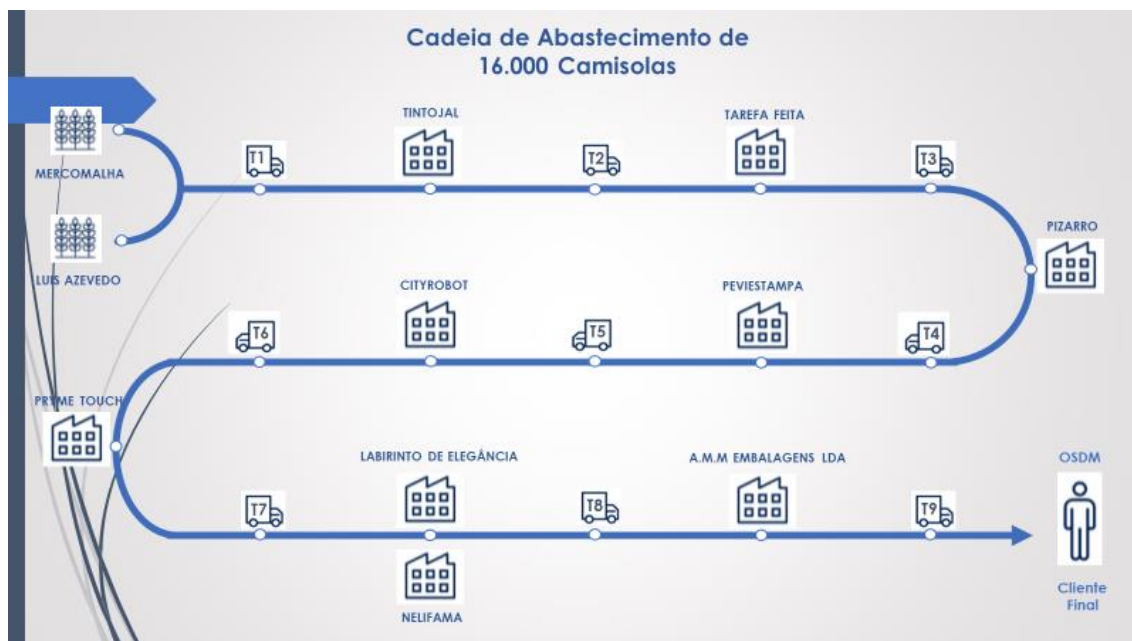 Cadeia de Abastecimento de
16.000 Camisolas
MERCOMALHA
LUIS AZEVEDO
T1
TINTOJAL
T2
TAREFA FEITA
T3
PIZARRO
T4
PEVIESTAMPA
T5
CITYROBOT
T6
PRYME TOUCH
T7
LABIRINTO DE ELEGÂNCIA
NELIFAMA
T8
A.M.M EMBALAGENS LDA
T9
OSDM
Cliente
Final